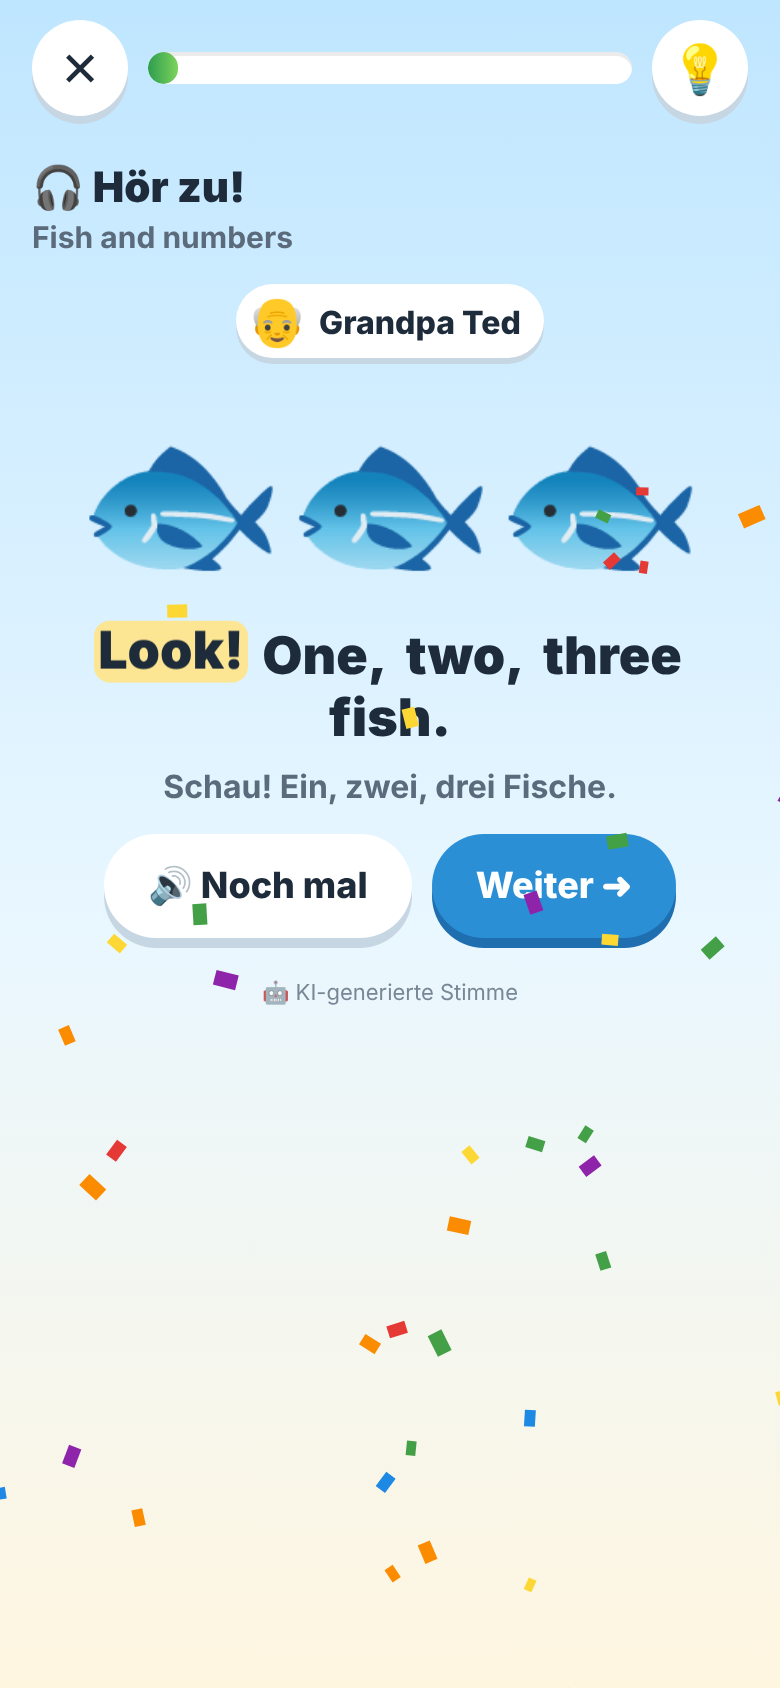 Hör zu!
Fish and numbers
Grandpa Ted
Look! One, two, three
fish.
Schau! Ein, zwei, drei Fische.
Noch mal
Weiter ➜
KI-generierte Stimme